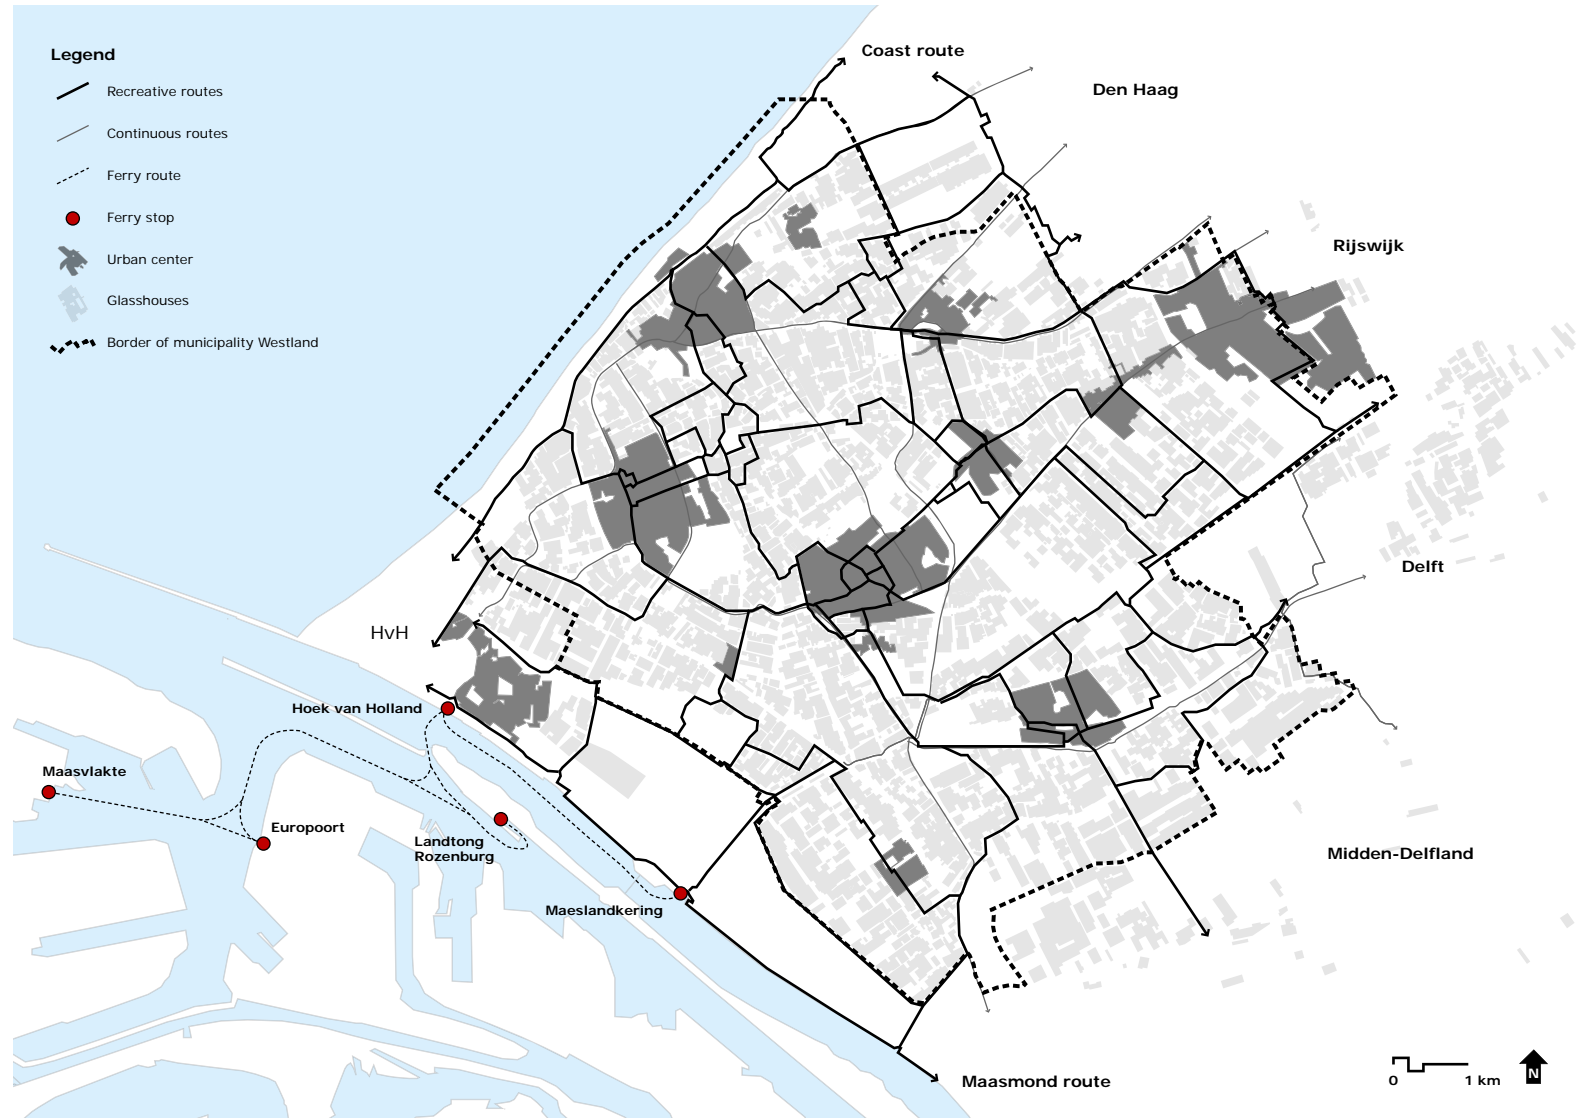 Legend
Recreative routes
Continuous routes
Ferry route
Ferry stop
Urban center
Glasshouses
Border of municipality Westland
Coast route
Den Haag
Rijswijk
Delft
HvH
Hoek van Holland
Maasvlakte
Europoort
Landtong
Rozenburg
Maeslandkering
Midden-Delfland
Maasmond route
0 1 km
N